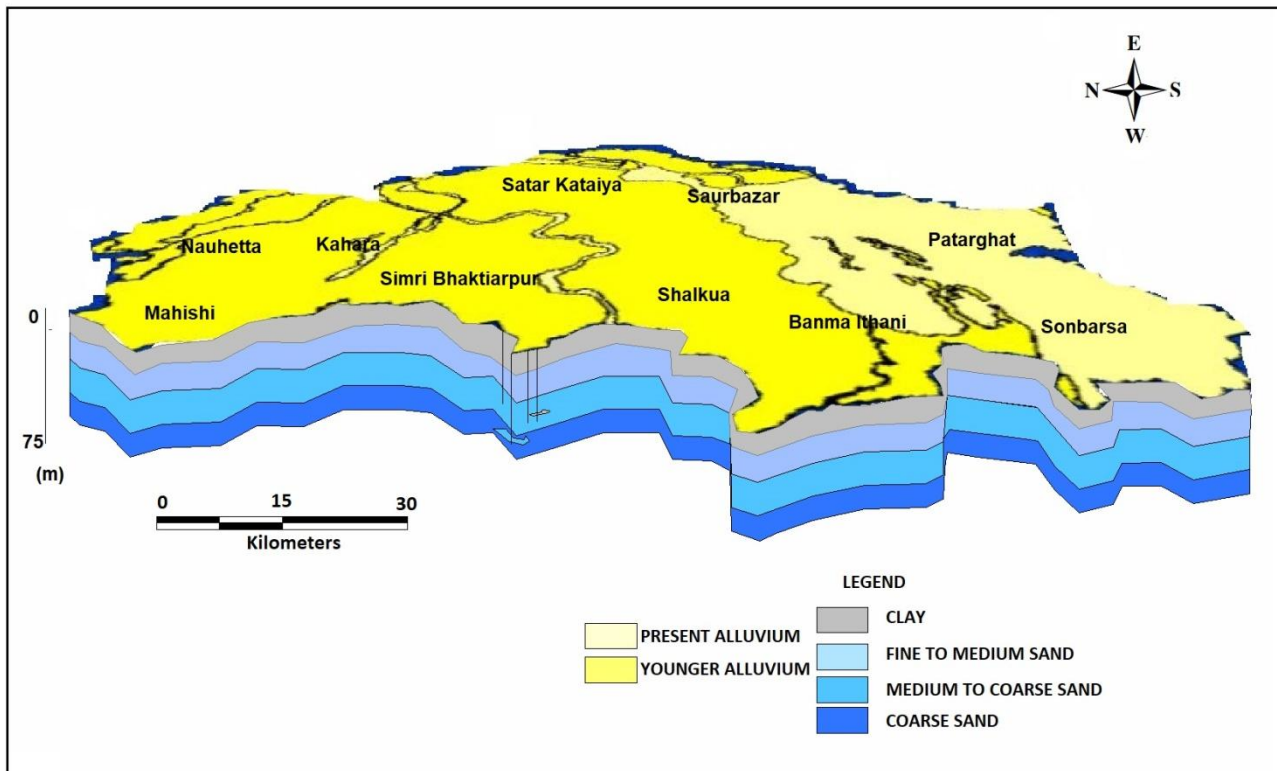 E
N S
W
Satar Kataiya
Saurbazar
Nauhetta
Kahara
Patarghat
Simri Bhaktiarpur
Shalkua
Mahishi
Banma Ithani
Sonbarsa
0
75
(m)
0 15 30
Kilometers
LEGEND
PRESENT ALLUVIUM
YOUNGER ALLUVIUM
CLAY
FINE TO MEDIUM SAND
MEDIUM TO COARSE SAND
COARSE SAND